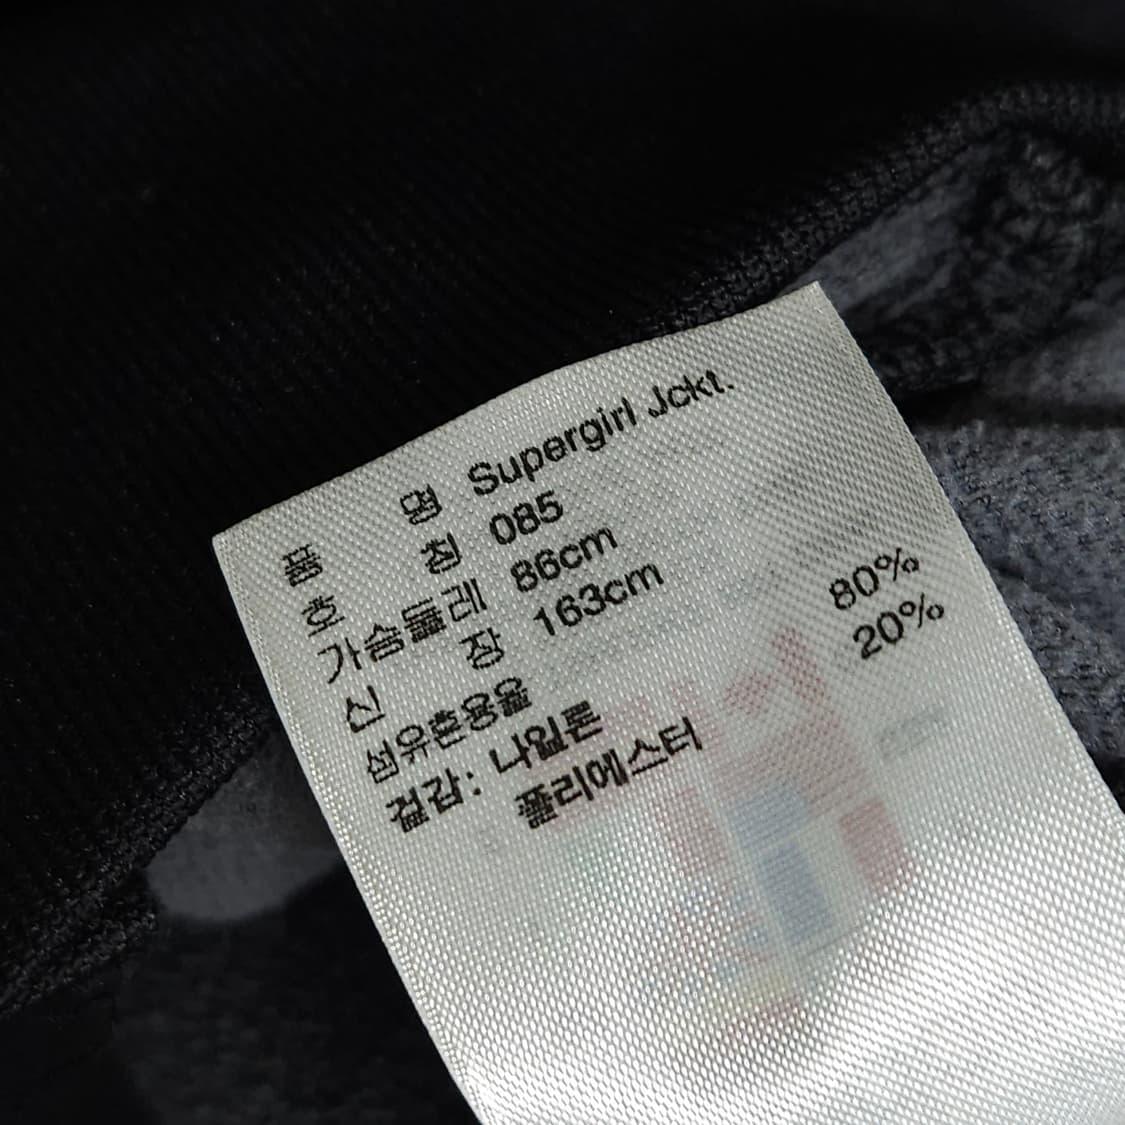 품 명 Supergirl Jckt.
호 칭 085
가슴둘레 86cm
신 장 163cm
섬유혼용율
겉감: 나일론 80%
폴리에스터 20%